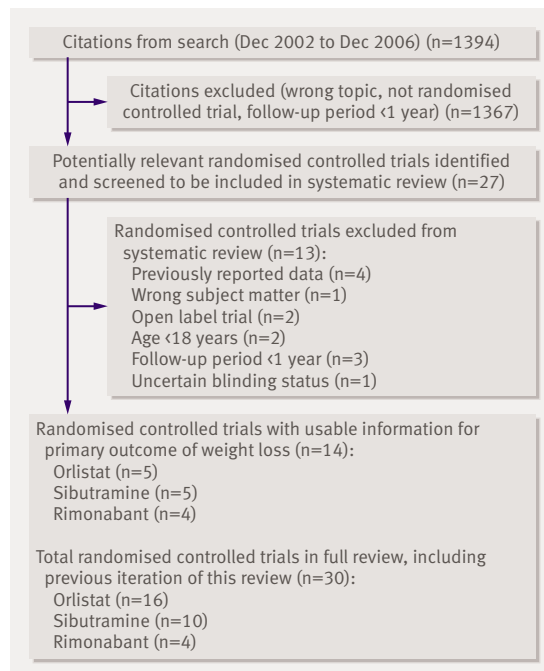 Citations from search (Dec 2002 to Dec 2006) (n=1394)
Citations excluded (wrong topic, not randomised
controlled trial, follow-up period <1 year) (n=1367)
Potentially relevant randomised controlled trials identified
and screened to be included in systematic review (n=27)
Randomised controlled trials excluded from
systematic review (n=13):
Previously reported data (n=4)
Wrong subject matter (n=1)
Open label trial (n=2)
Age <18 years (n=2)
Follow-up period <1 year (n=3)
Uncertain blinding status (n=1)
Randomised controlled trials with usable information for
primary outcome of weight loss (n=14):
Orlistat (n=5)
Sibutramine (n=5)
Rimonabant (n=4)
Total randomised controlled trials in full review, including
previous iteration of this review (n=30):
Orlistat (n=16)
Sibutramine (n=10)
Rimonabant (n=4)